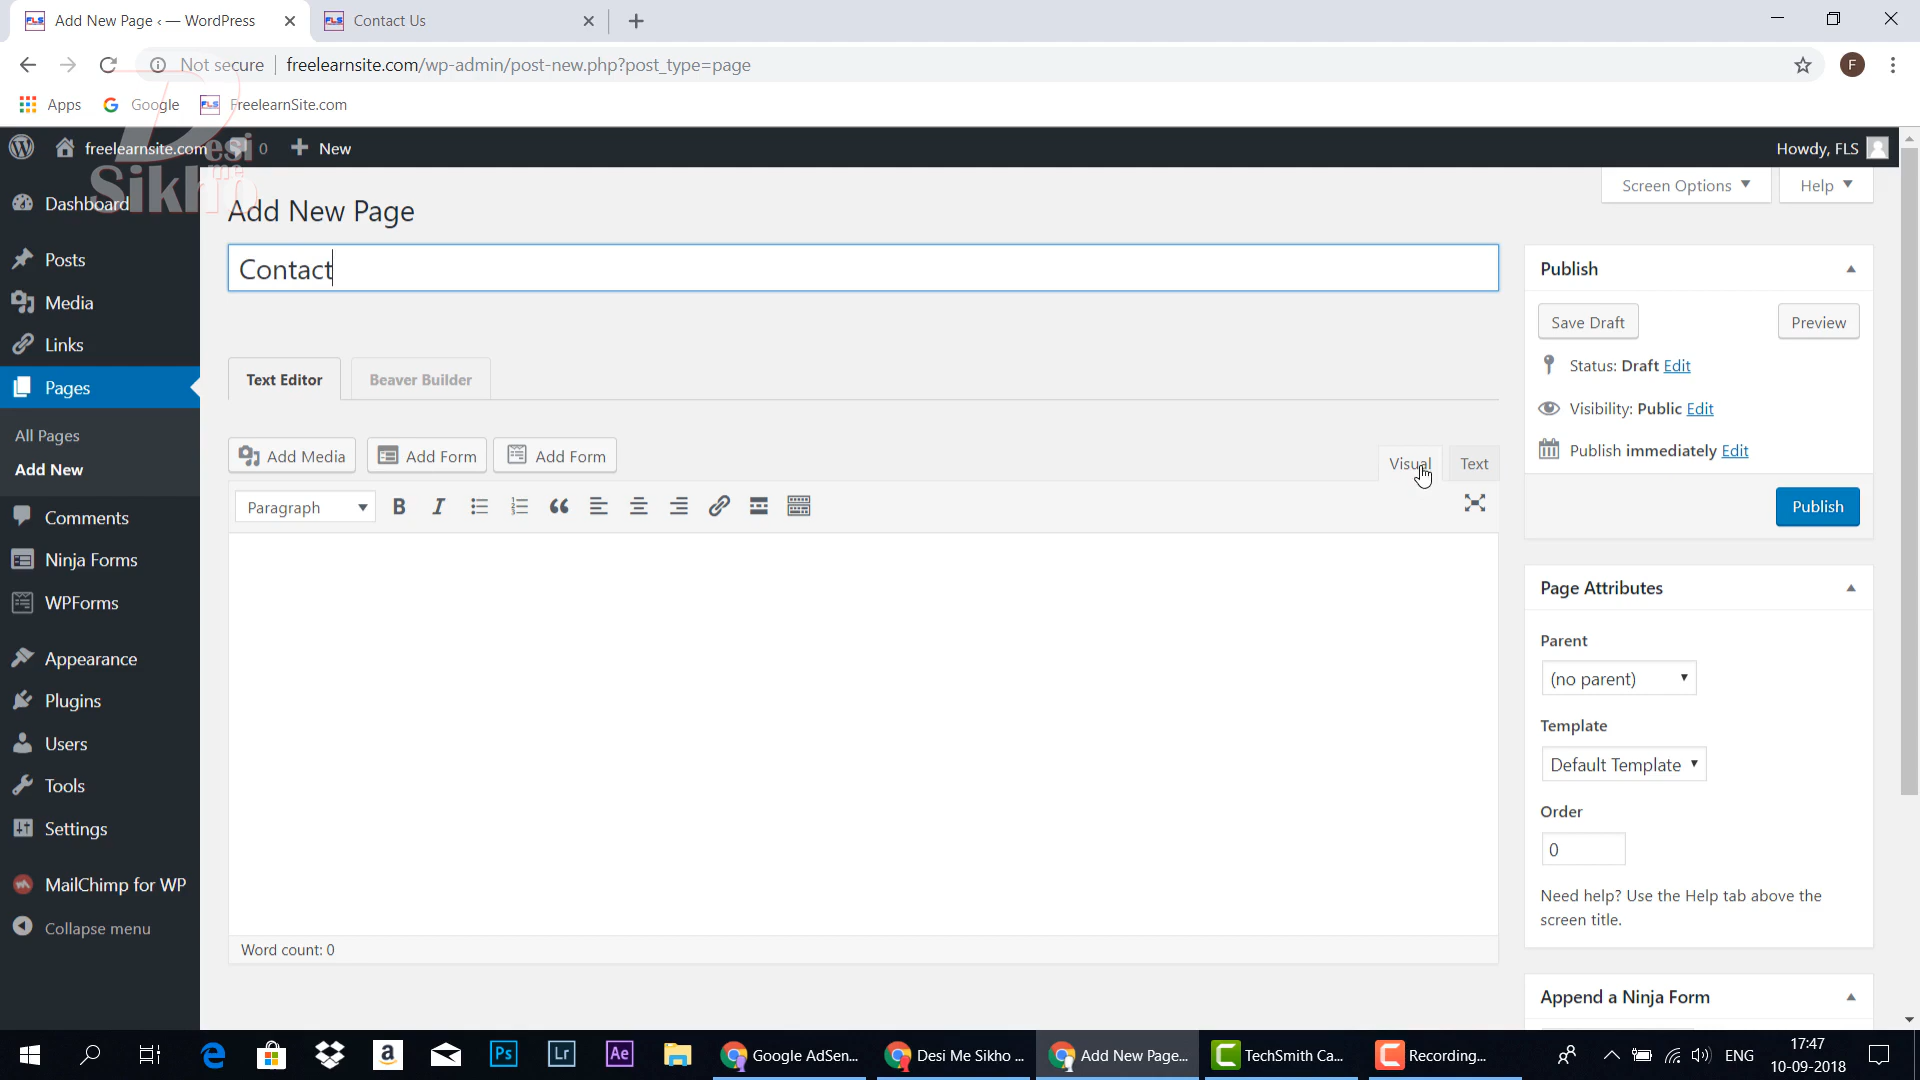 Add New Page ‹ — WordPress
Contact Us
Not secure freelearnsite.com/wp-admin/post-new.php?post_type=page
F
Apps Google FLS FreelearnSite.com
Desi me Sikho
freelearnsite.com 0 New
Howdy, FLS
Dashboard
Posts
Media
Links
Pages
All Pages
Add New
Comments
Ninja Forms
WPForms
Appearance
Plugins
Users
Tools
Settings
MailChimp for WP
Collapse menu
Screen Options Help
Add New Page
Contact
Text Editor Beaver Builder
Add Media Add Form Add Form
Visual Text
Paragraph B I
Word count: 0
Publish
Save Draft Preview
Status: Draft Edit
Visibility: Public Edit
Publish immediately Edit
Publish
Page Attributes
Parent
(no parent)
Template
Default Template
Order
0
Need help? Use the Help tab above the
screen title.
Append a Ninja Form
Ps Lr Ae
Google AdSen...
Desi Me Sikho ...
Add New Page...
TechSmith Ca...
Recording...
ENG
17:47
10-09-2018